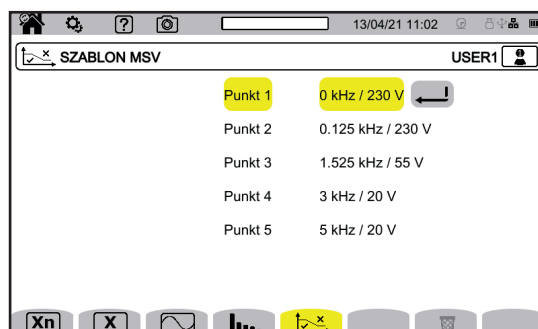 13/04/21 11:02
SZABLON MSV USER1
Punkt 1 0 kHz / 230 V
Punkt 2 0.125 kHz / 230 V
Punkt 3 1.525 kHz / 55 V
Punkt 4 3 kHz / 20 V
Punkt 5 5 kHz / 20 V
Xn X